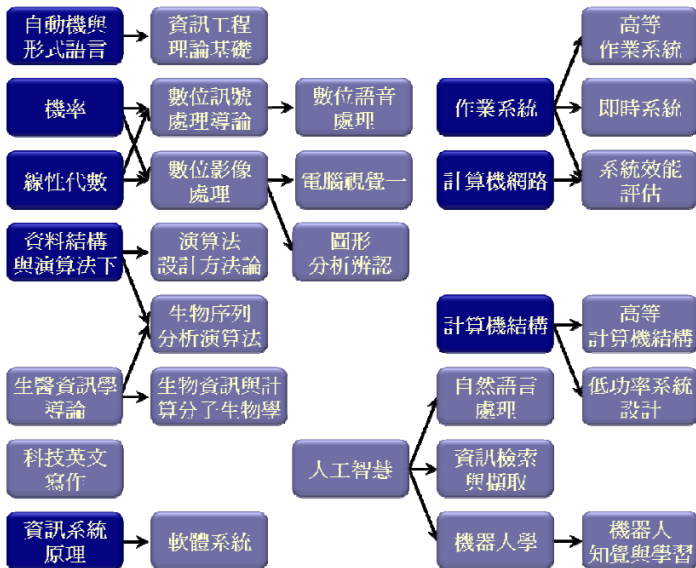 自動機與
形式語言
資訊工程
理論基礎
高等
作業系統
機率
數位訊號
處理導論
數位語音
處理
作業系統
即時系統
線性代數
數位影像
處理
電腦視覺一
計算機網路
系統效能
評估
資料結構
與演算法下
演算法
設計方法論
圖形
分析辨認
生物序列
分析演算法
計算機結構
高等
計算機結構
生醫資訊學
導論
生物資訊與計
算分子生物學
自然語言
處理
低功率系統
設計
科技英文
寫作
人工智慧
資訊檢索
與擷取
資訊系統
原理
軟體系統
機器人學
機器人
知覺與學習